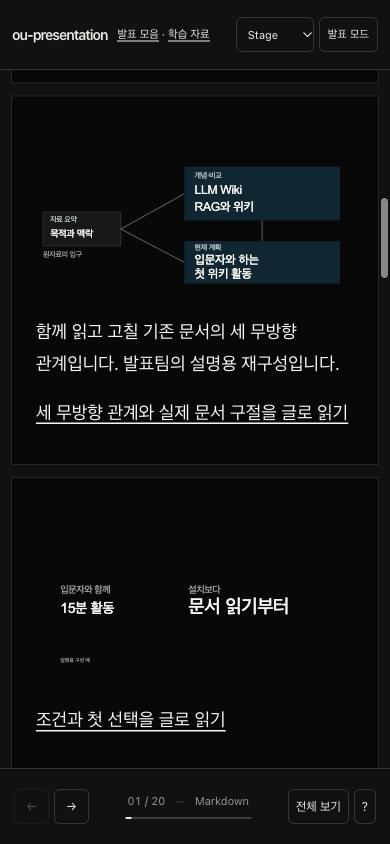 ou-presentation 발표 모음 · 학습 자료 Stage 발표 모드
개념·비교
LLM Wiki
RAG와 위키
자료 요약
목적과 맥락
원자료의 입구
현재 계획
입문자와 하는
첫 위키 활동
함께 읽고 고칠 기존 문서의 세 무방향
관계입니다. 발표팀의 설명용 재구성입니다.
세 무방향 관계와 실제 문서 구절을 글로 읽기
입문자와 함께
15분 활동
설치보다
문서 읽기부터
설명용 구성 예
조건과 첫 선택을 글로 읽기
← → 01 / 20 — Markdown 전체 보기 ?